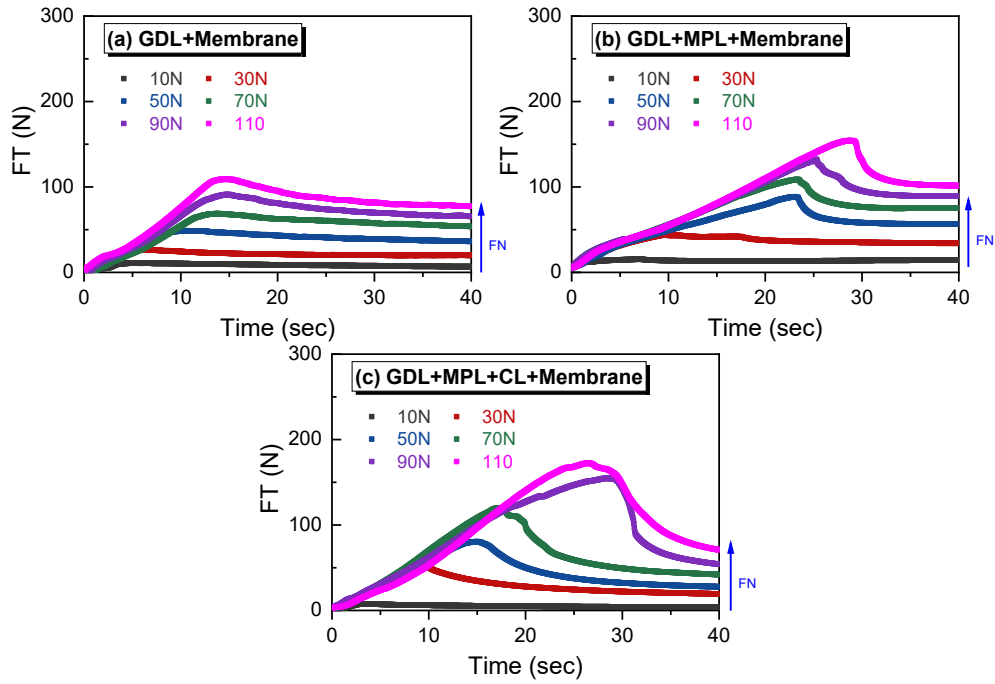 (a) GDL+Membrane
10N 30N
50N 70N
90N 110
FT (N)
300
200
100
0
0 10 20 30 40
Time (sec)
FN
(b) GDL+MPL+Membrane
10N 30N
50N 70N
90N 110
FT (N)
300
200
100
0
0 10 20 30 40
Time (sec)
FN
(c) GDL+MPL+CL+Membrane
10N 30N
50N 70N
90N 110
FT (N)
300
200
100
0
0 10 20 30 40
Time (sec)
FN